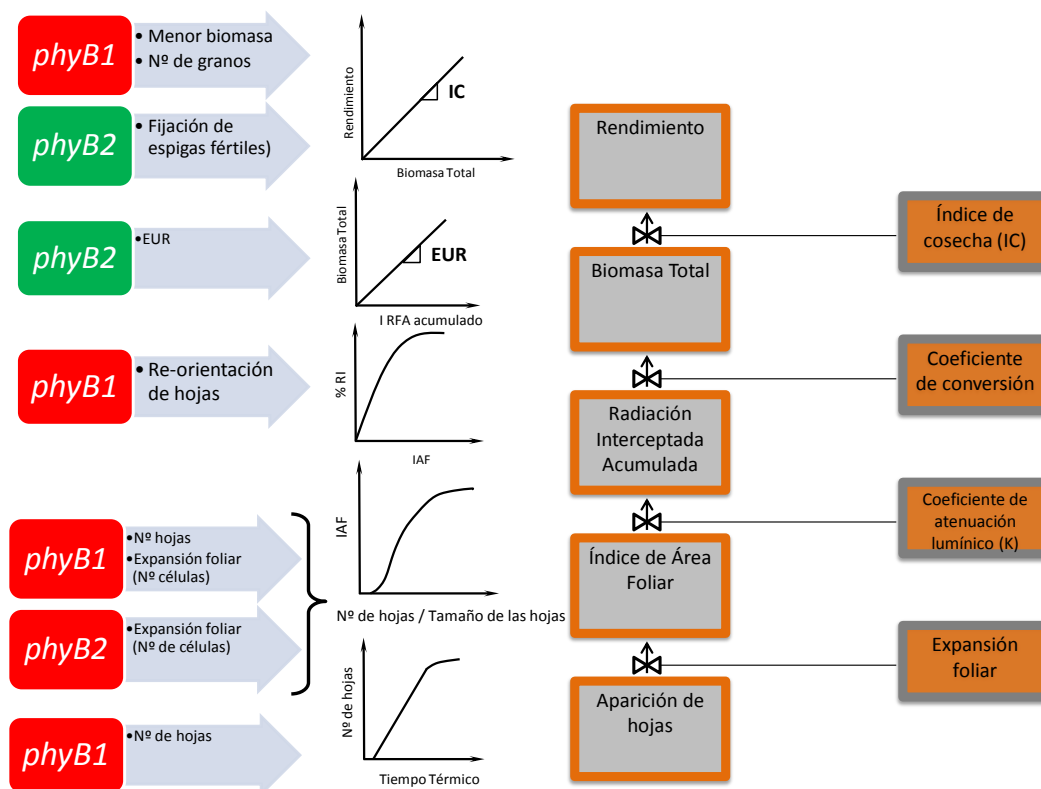 phyB1
• Menor biomasa
• Nº de granos
phyB2
• Fijación de
espigas fértiles)
Rendimiento
IC
Biomasa Total
phyB2
•EUR
Biomasa Total
EUR
I RFA acumulado
phyB1
• Re-orientación
de hojas
% RI
IAF
phyB1
•Nº hojas
•Expansión foliar
(Nº células)
phyB2
•Expansión foliar
(Nº de células)
IAF
Nº de hojas / Tamaño de las hojas
phyB1
•Nº de hojas
Nº de hojas
Tiempo Térmico
Rendimiento
Biomasa Total
Radiación
Interceptada
Acumulada
Índice de Área
Foliar
Aparición de
hojas
Índice de
cosecha (IC)
Coeficiente
de conversión
Coeficiente de
atenuación
lumínico (K)
Expansión
foliar